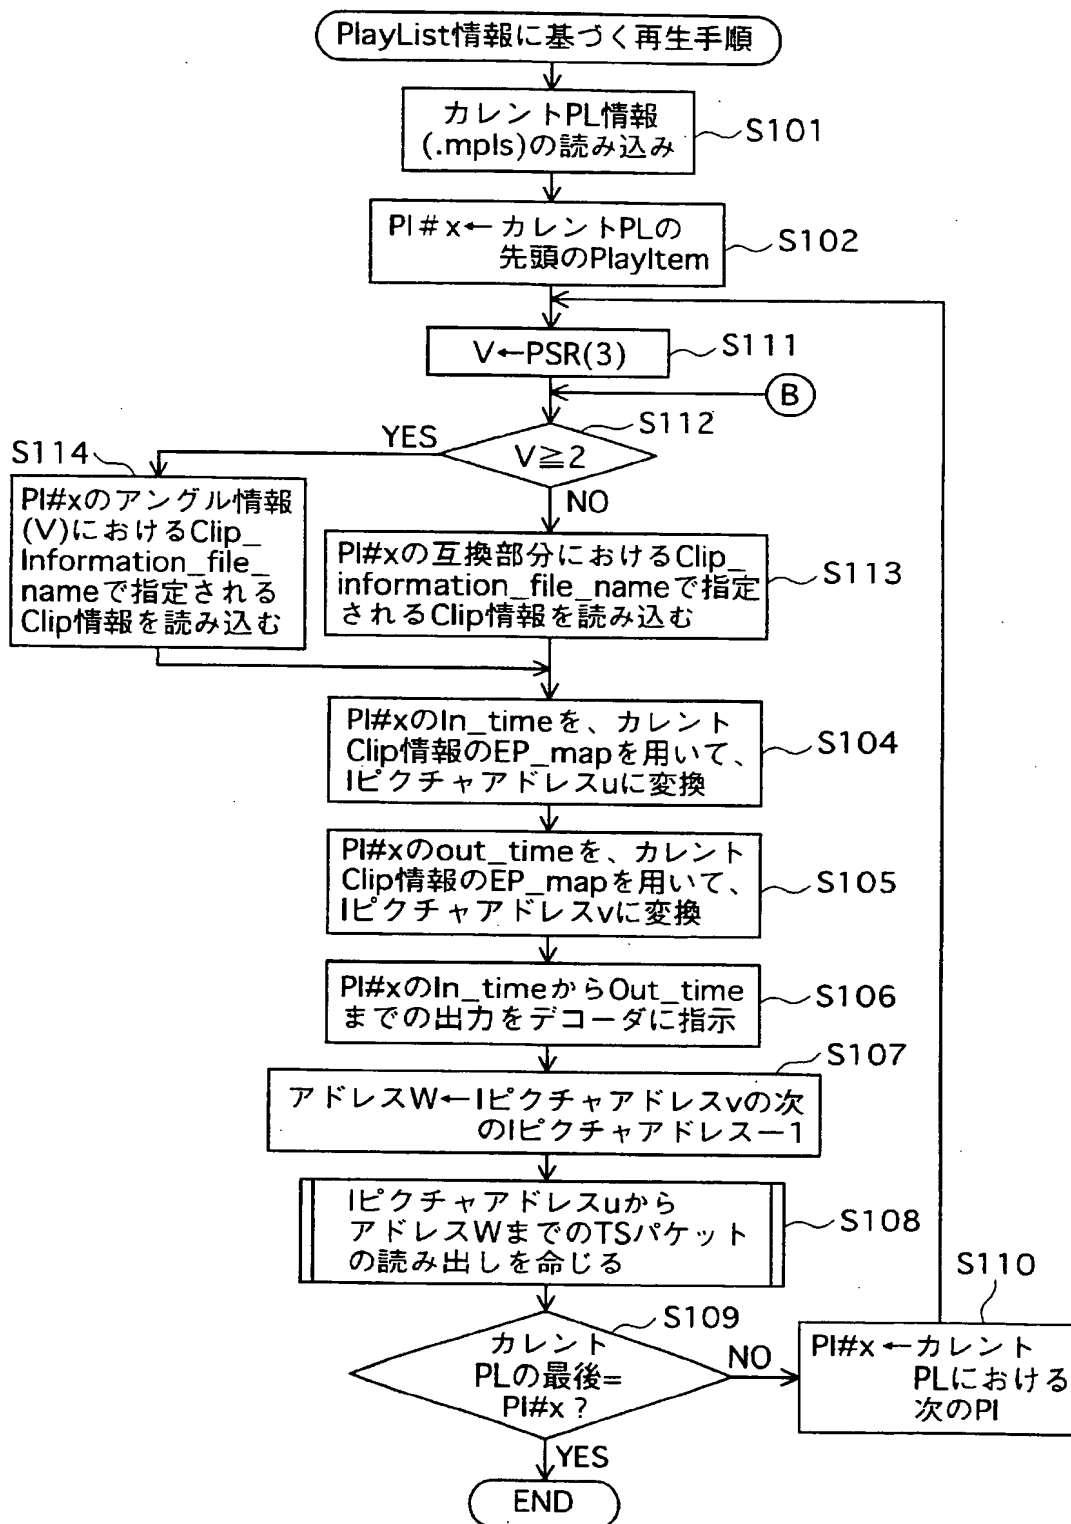 PlayList情報に基づく再生手順
カレントPL情報
(.mpls)の読み込み
S101
PI#x←カレントPLの
先頭のPlayItem
S102
V←PSR(3)
S111
B
S112
V≧2
YES
NO
S114
PI#xのアングル情報
(V)におけるClip_
Information_file_
nameで指定される
Clip情報を読み込む
PI#xの互換部分におけるClip_
information_file_nameで指定
されるClip情報を読み込む
S113
PI#xのIn_timeを、カレント
Clip情報のEP_mapを用いて、
Iピクチャアドレスuに変換
S104
PI#xのout_timeを、カレント
Clip情報のEP_mapを用いて、
Iピクチャアドレスvに変換
S105
PI#xのIn_timeからOut_time
までの出力をデコーダに指示
S106
S107
アドレスW←Iピクチャアドレスvの次
のIピクチャアドレスー1
Iピクチャアドレスuから
アドレスWまでのTSパケット
の読み出しを命じる
S108
S109
カレント
PLの最後=
PI#x?
NO
YES
S110
PI#x←カレント
PLにおける
次のPI
END